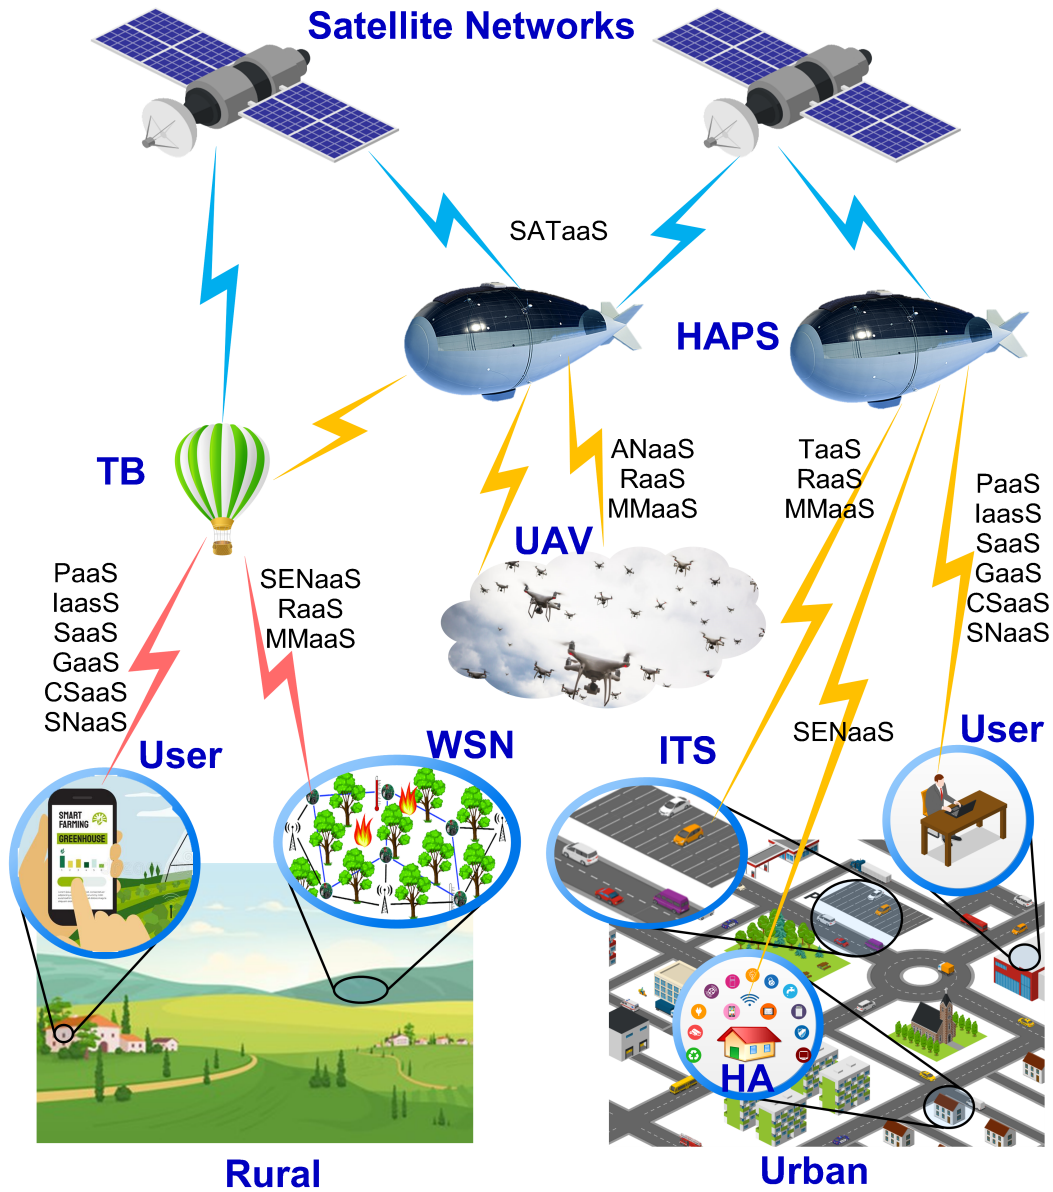 Satellite Networks
SATaaS
HAPS
TB
ANaaS
RaaS
MMaaS
TaaS
RaaS
MMaaS
PaaS
IaasS
SaaS
GaaS
CSaaS
SNaaS
UAV
PaaS
IaasS
SaaS
GaaS
CSaaS
SNaaS
SENaaS
RaaS
MMaaS
SENaaS
User
WSN
ITS
User
SMART
FARMING
GREENHOUSE
P
HA
Rural
Urban